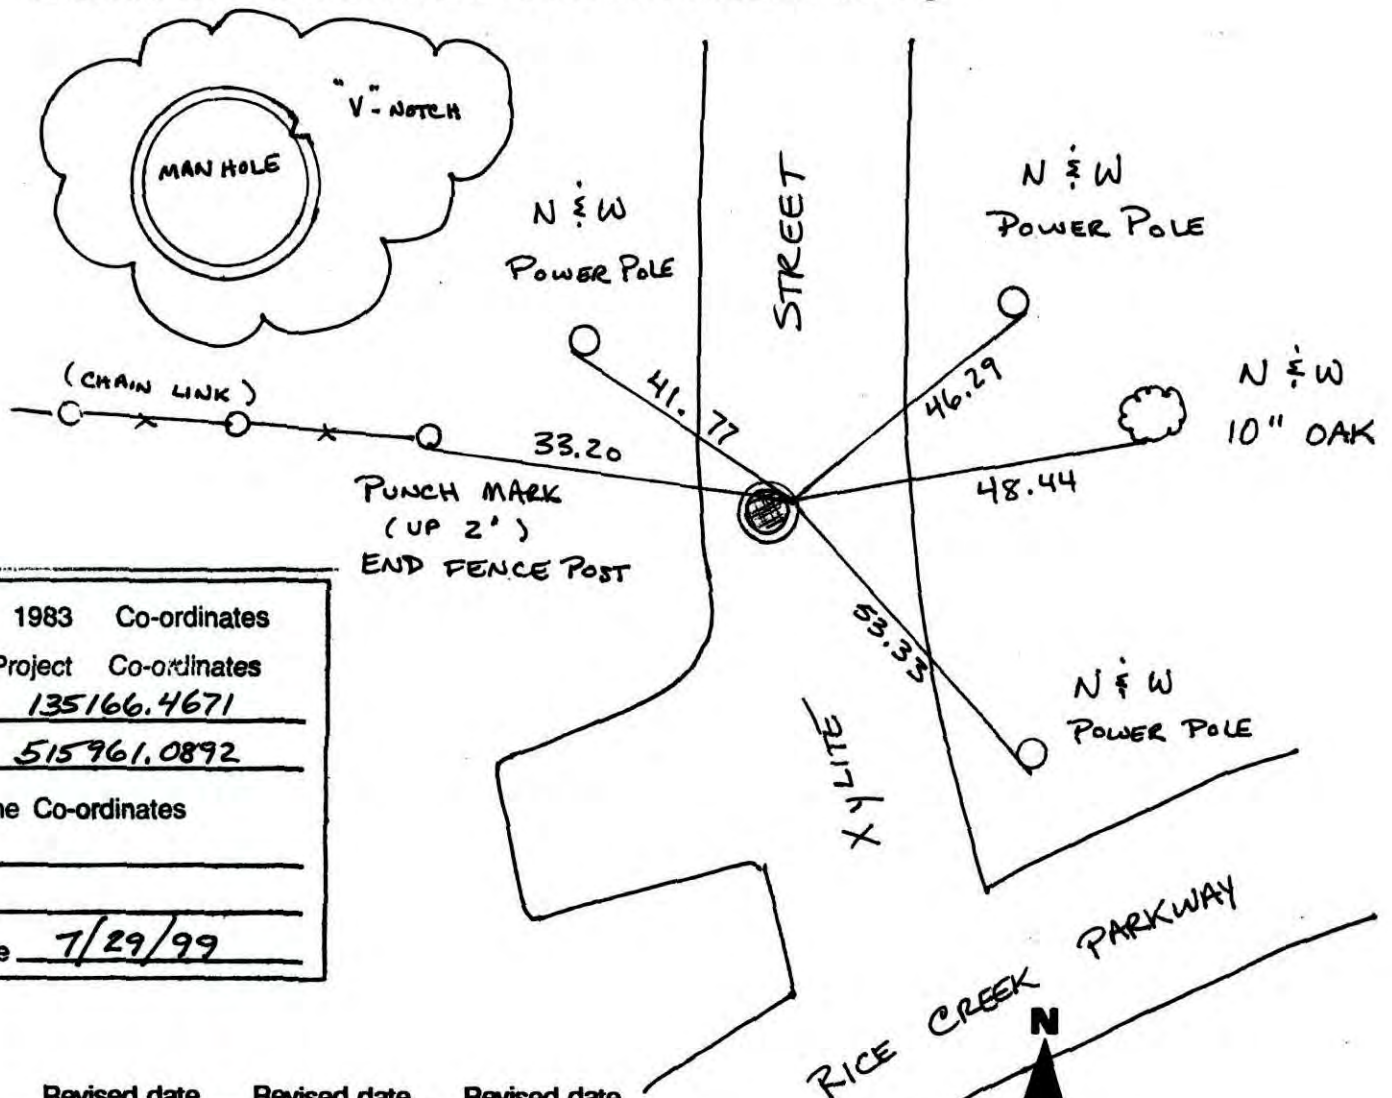 "V"-NOTCH
MAN HOLE
N & W
POWER POLE
STREET
N & W
POWER POLE
(CHAIN LINK)
41.77
46.29
N & W
10" OAK
33.20
48.44
PUNCH MARK
(UP 2')
END FENCE POST
53.33
1983 Co-ordinates
Project Co-ordinates
135166.4671
515961.0892
Co-ordinates
7/29/99
N & W
POWER POLE
XYLITE
RICE CREEK PARKWAY
N
Revised date Revised date Revised date